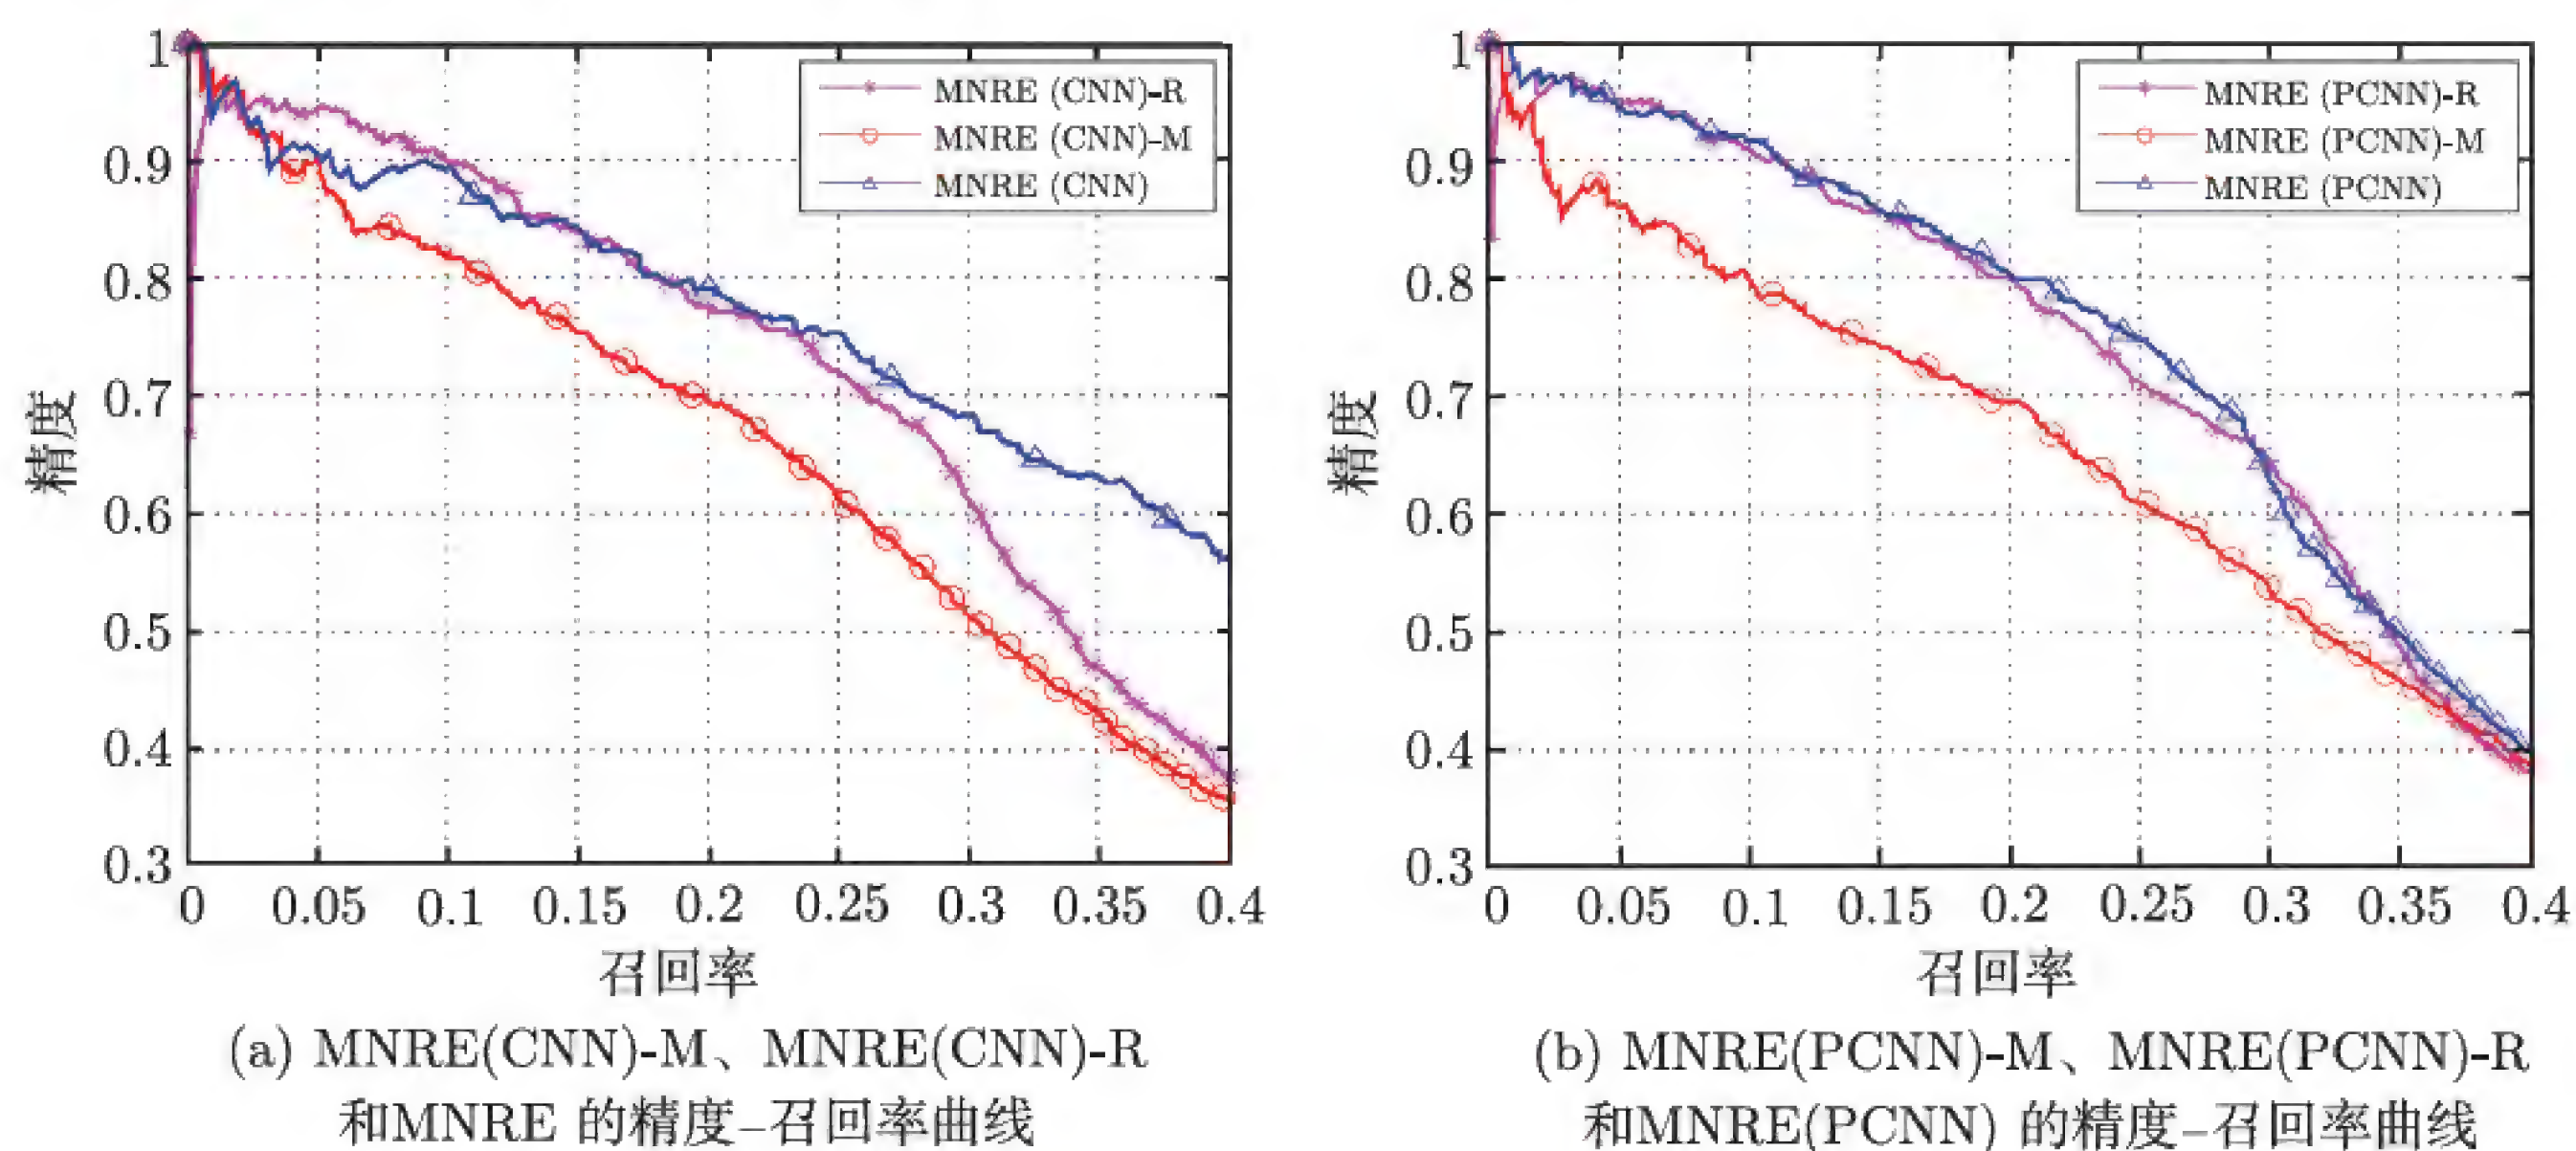 1
0.9
0.8
0.7
0.6
0.5
0.4
0.3
精度
MNRE (CNN)-R
MNRE (CNN)-M
MNRE (CNN)
0 0.05 0.1 0.15 0.2 0.25 0.3 0.35 0.4
召回率
(a) MNRE(CNN)-M、MNRE(CNN)-R
和MNRE 的精度–召回率曲线
1
0.9
0.8
0.7
0.6
0.5
0.4
0.3
精度
MNRE (PCNN)-R
MNRE (PCNN)-M
MNRE (PCNN)
0 0.05 0.1 0.15 0.2 0.25 0.3 0.35 0.4
召回率
(b) MNRE(PCNN)-M、MNRE(PCNN)-R
和MNRE(PCNN) 的精度–召回率曲线